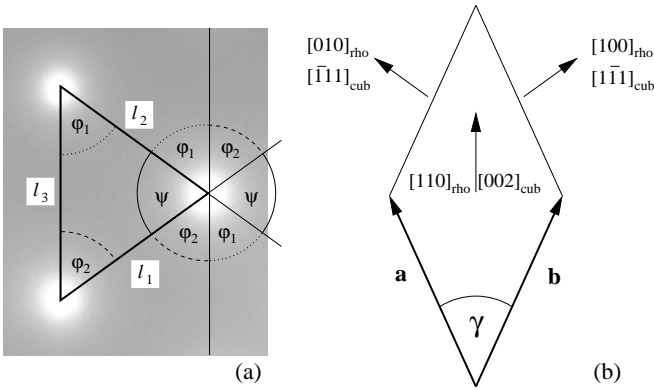 φ₁
l₂
φ₁
φ₂
l₃
ψ
ψ
φ₂
φ₁
φ₂
l₁
(a)
[010]rho
[1̄11]cub
[100]rho
[11̄1]cub
[110]rho [002]cub
a
b
γ
(b)